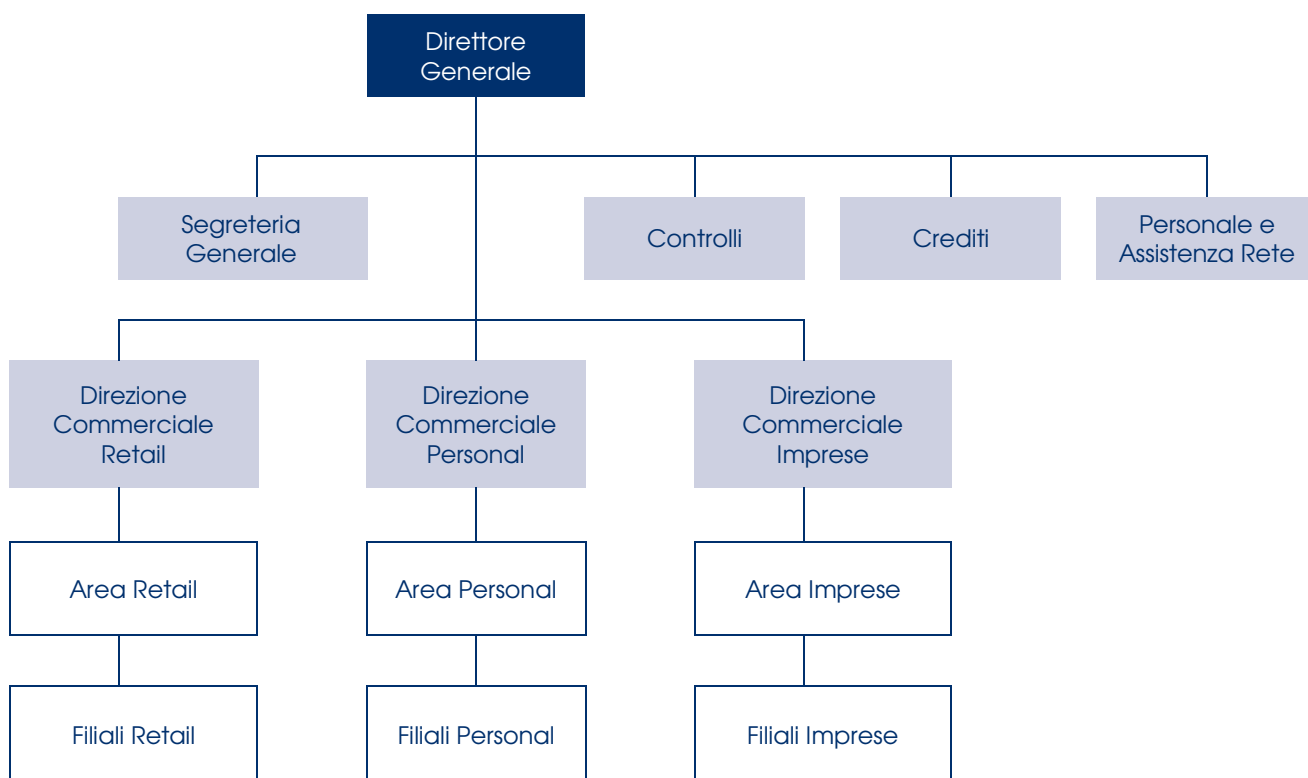 Direttore
Generale
Segreteria
Generale
Controlli
Crediti
Personale e
Assistenza Rete
Direzione
Commerciale
Retail
Direzione
Commerciale
Personal
Direzione
Commerciale
Imprese
Area Retail
Area Personal
Area Imprese
Filiali Retail
Filiali Personal
Filiali Imprese